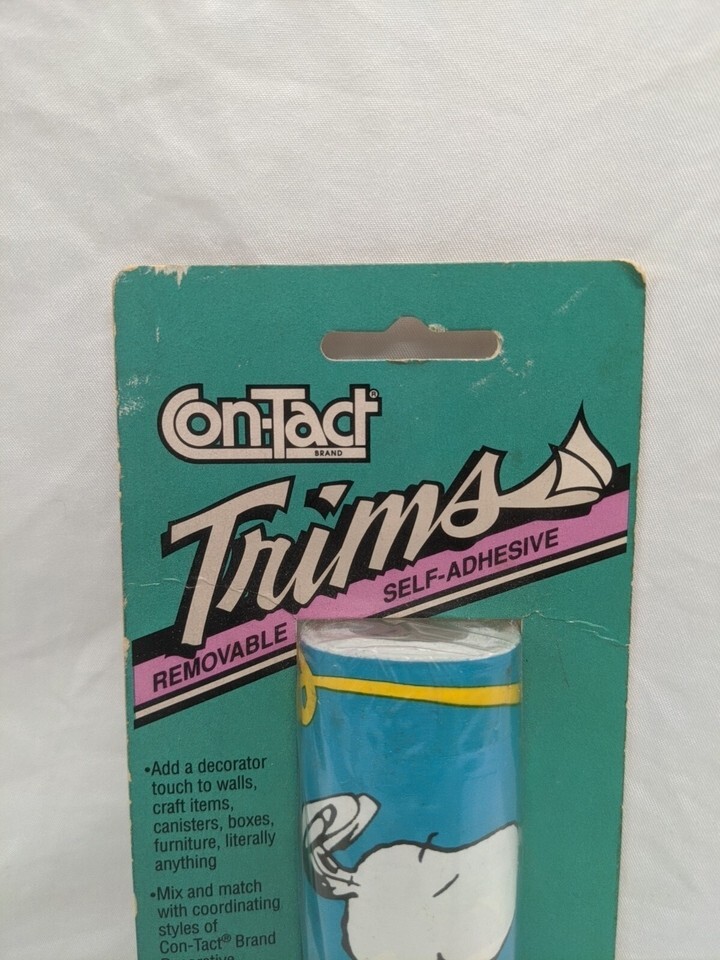 Con-Tact®
BRAND
Trims
REMOVABLE SELF-ADHESIVE
•Add a decorator
touch to walls,
craft items,
canisters, boxes,
furniture, literally
anything
•Mix and match
with coordinating
styles of
Con-Tact® Brand
Decorative